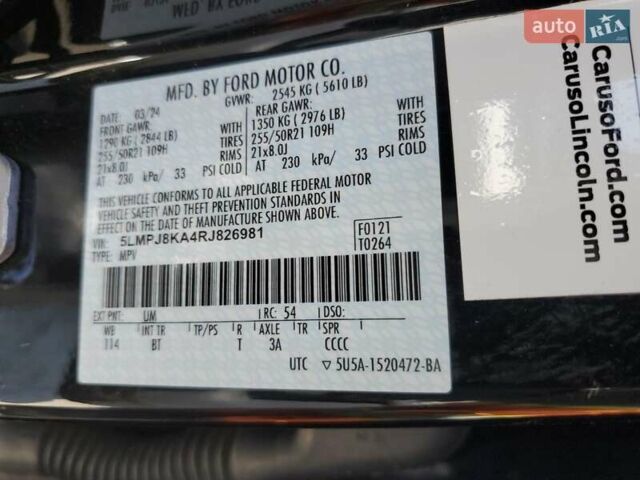 WLED BY FORD
auto RIA.com
MFD. BY FORD MOTOR CO.
DATE: 03/24 GVWR: 2545 KG ( 5610 LB)
FRONT GAWR: REAR GAWR:
1290 KG ( 2844 LB) WITH 1350 KG ( 2976 LB) WITH
255/50R21 109H TIRES 255/50R21 109H TIRES
21x8.0J RIMS 21x8.0J RIMS
AT 230 kPa/ 33 PSI COLD AT 230 kPa/ 33 PSI COLD
THIS VEHICLE CONFORMS TO ALL APPLICABLE FEDERAL MOTOR
VEHICLE SAFETY AND THEFT PREVENTION STANDARDS IN EFFECT
ON THE DATE OF MANUFACTURE SHOWN ABOVE.
VIN: 5LMPJ8KA4RJ826981 F0121
TYPE: MPV T0264
EXT PNT: UM RC: 54 DSO:
WB INT TR TP/PS R AXLE TR SPR
114 BT T 3A CCCC
UTC ▽5U5A-1520472-BA
CarusoFord.com
CarusoLincoln.com